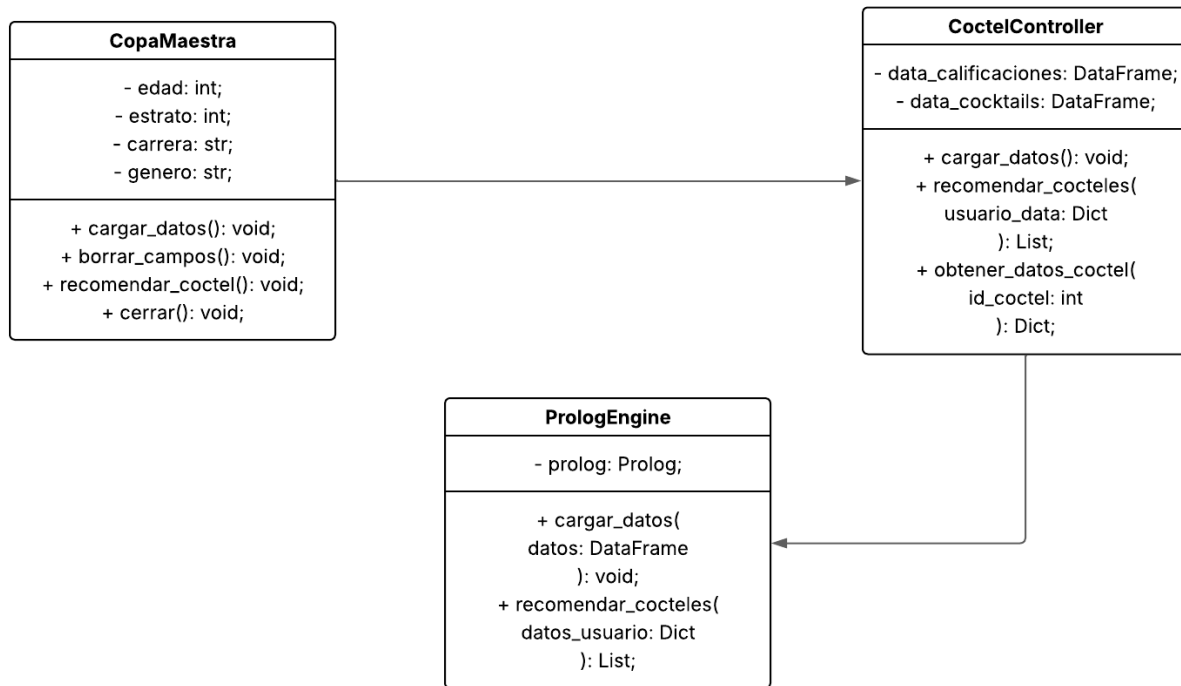 CopaMaestra
- edad: int;
- estrato: int;
- carrera: str;
- genero: str;
+ cargar_datos(): void;
+ borrar_campos(): void;
+ recomendar_coctel(): void;
+ cerrar(): void;
CoctelController
- data_calificaciones: DataFrame;
- data_cocktails: DataFrame;
+ cargar_datos(): void;
+ recomendar_cocteles(
usuario_data: Dict
): List;
+ obtener_datos_coctel(
id_coctel: int
): Dict;
PrologEngine
- prolog: Prolog;
+ cargar_datos(
datos: DataFrame
): void;
+ recomendar_cocteles(
datos_usuario: Dict
): List;